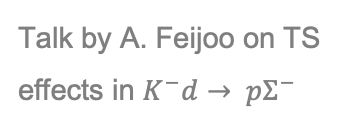 Talk by A. Feijoo on TS
effects in K⁻d → pΣ⁻